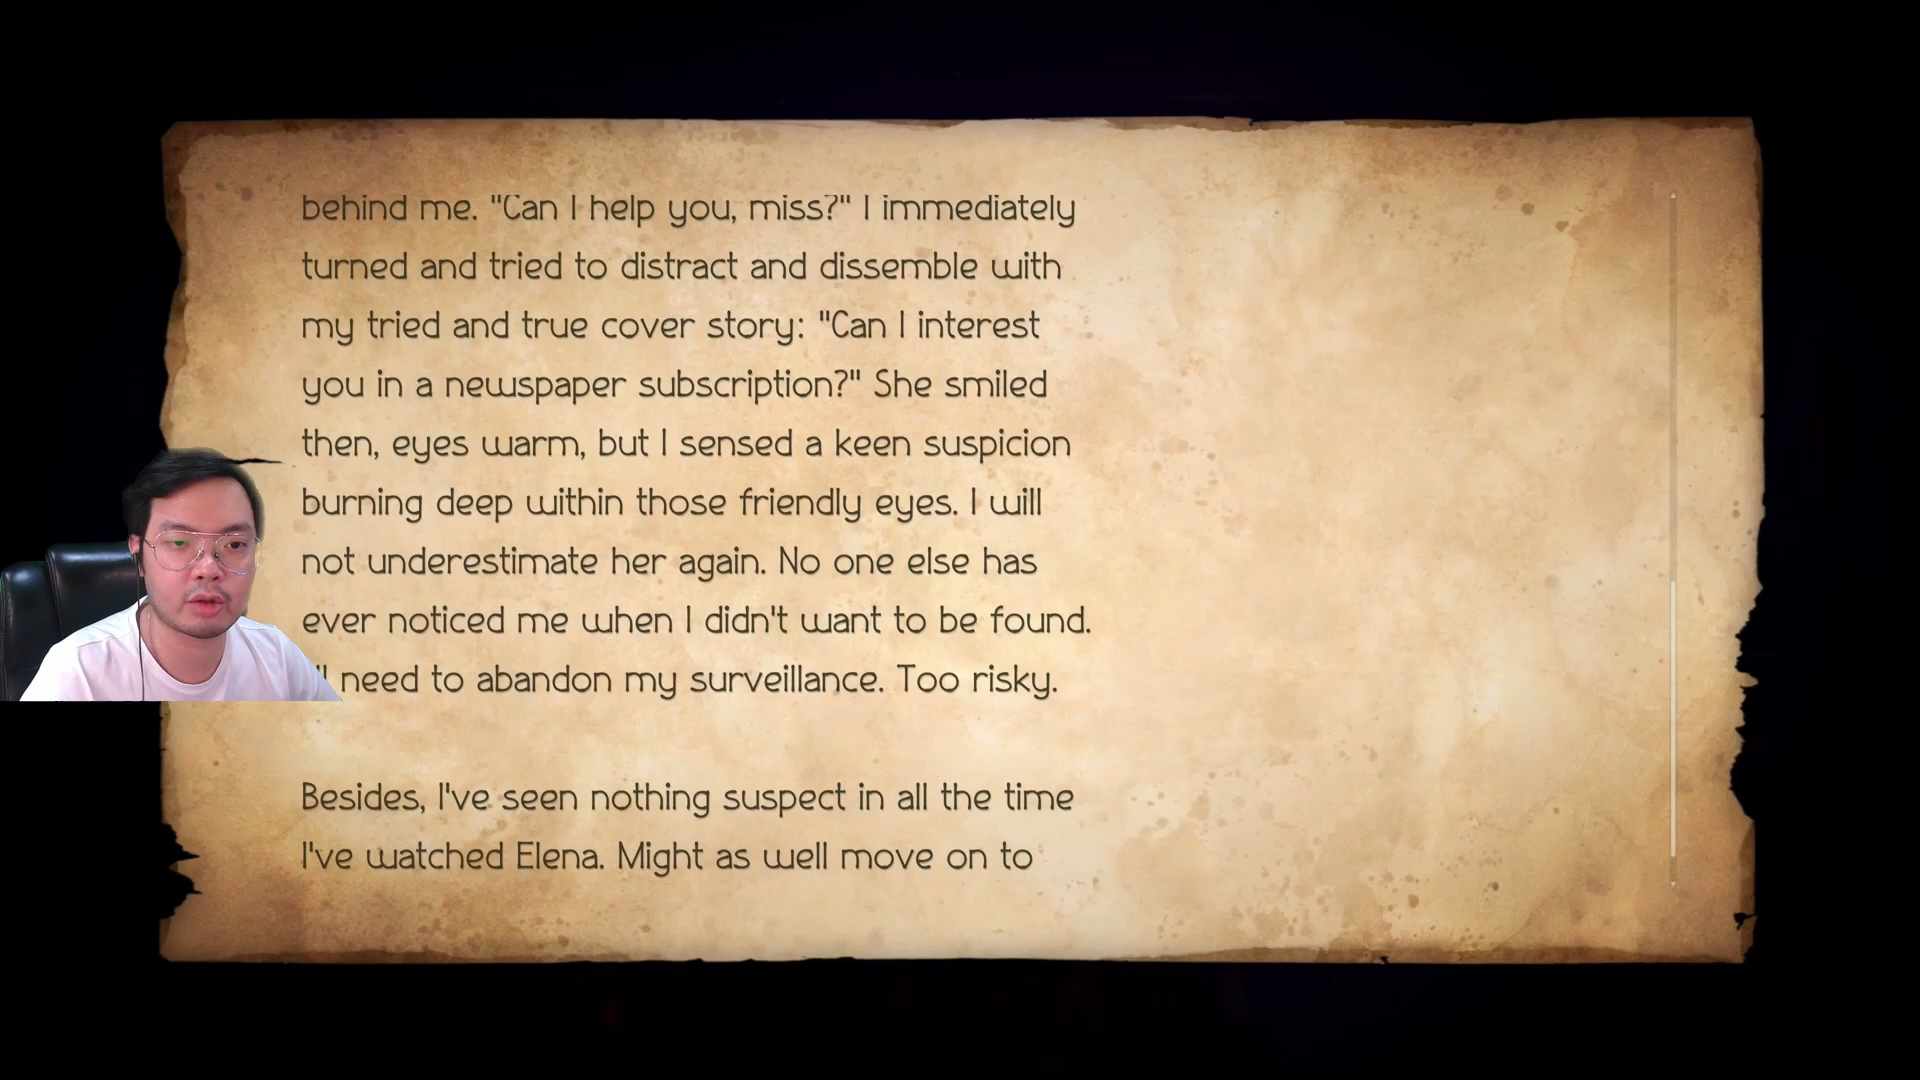 behind me. "Can I help you, miss?" I immediately
turned and tried to distract and dissemble with
my tried and true cover story: "Can I interest
you in a newspaper subscription?" She smiled
then, eyes warm, but I sensed a keen suspicion
burning deep within those friendly eyes. I will
not underestimate her again. No one else has
ever noticed me when I didn't want to be found.
need to abandon my surveillance. Too risky.
Besides, I've seen nothing suspect in all the time
I've watched Elena. Might as well move on to